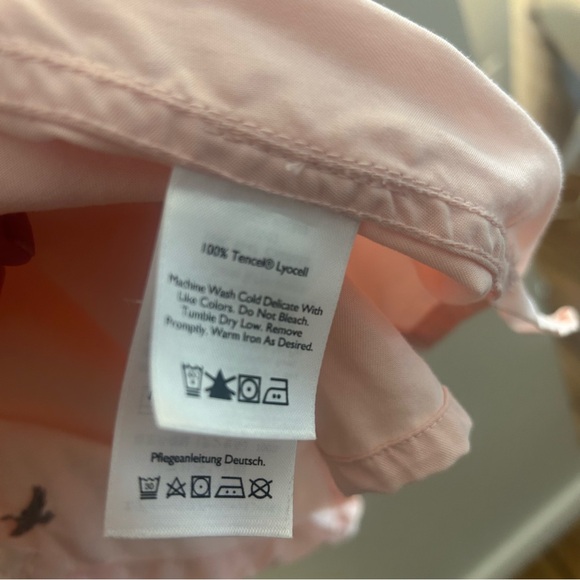 100% Tencel® Lyocell
Machine Wash Cold Delicate With
Like Colors. Do Not Bleach.
Tumble Dry Low. Remove
Promptly. Warm Iron As Desired.
Pflegeanleitung Deutsch.
30